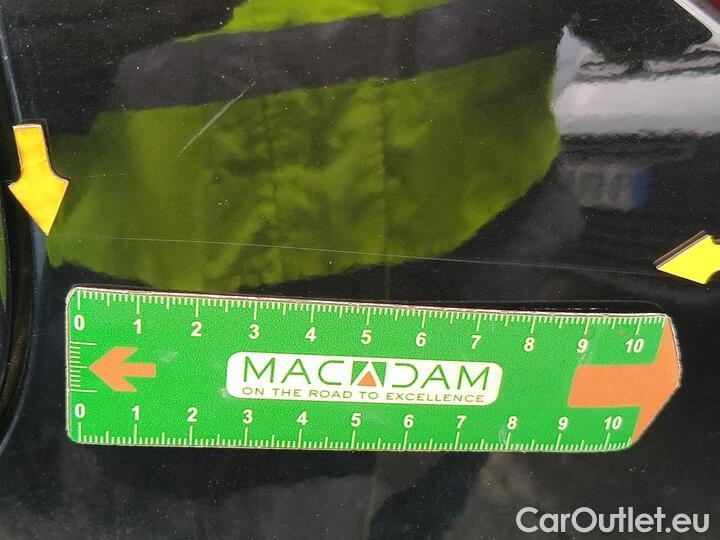 0 1 2 3 4 5 6 7 8 9 10
MACADAM
ON THE ROAD TO EXCELLENCE
0 1 2 3 4 5 6 7 8 9 10
CarOutlet.eu